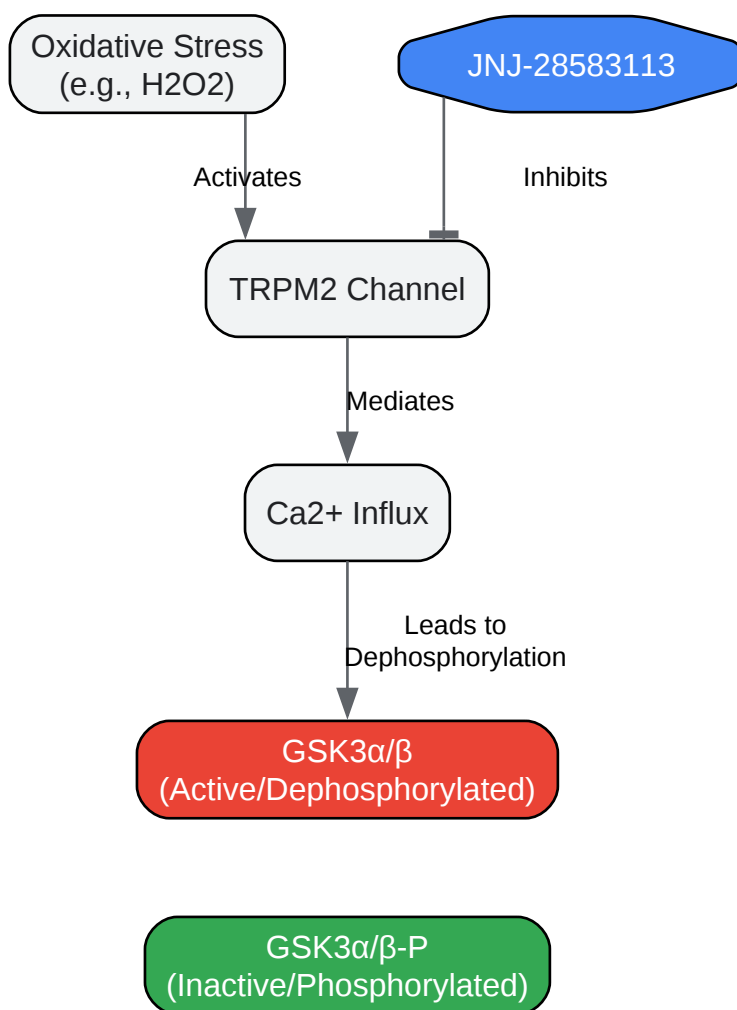 Oxidative Stress
(e.g., H2O2)
JNJ-28583113
Activates
Inhibits
TRPM2 Channel
Mediates
Ca2+ Influx
Leads to
Dephosphorylation
GSK3α/β
(Active/Dephosphorylated)
GSK3α/β-P
(Inactive/Phosphorylated)